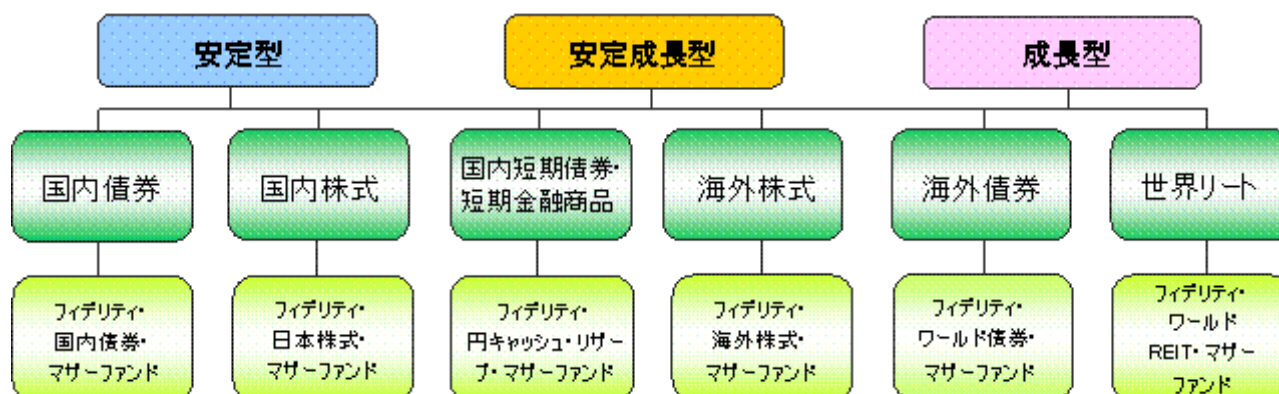 安定型
安定成長型
成長型
国内債券
国内株式
国内短期債券・
短期金融商品
海外株式
海外債券
世界リート
フィデリティ・
国内債券・
マザーファンド
フィデリティ・
日本株式・
マザーファンド
フィデリティ・
円キャッシュ・リザー
ブ・マザーファンド
フィデリティ・
海外株式・
マザーファンド
フィデリティ・
ワールド債券・
マザーファンド
フィデリティ・
ワールド
REIT・マザー
ファンド